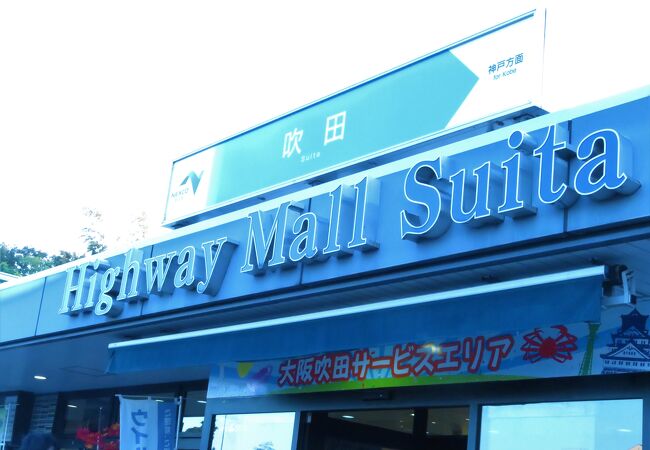 神戸方面
for Kobe
吹田
Suita
NEXCO
Highway Mall Suita
大阪吹田サービスエリア